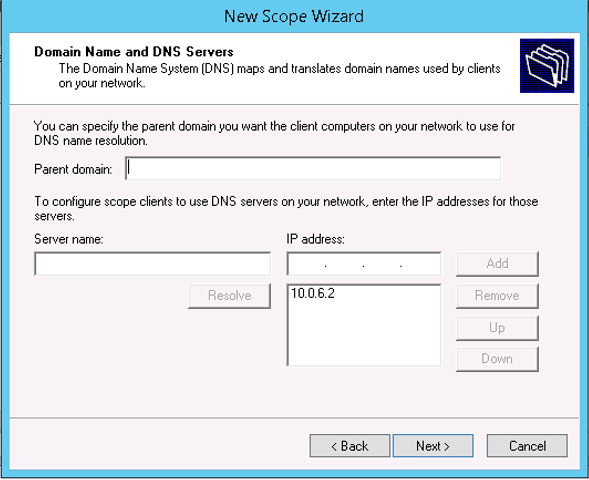 New Scope Wizard
Domain Name and DNS Servers
The Domain Name System (DNS) maps and translates domain names used by clients
on your network.
You can specify the parent domain you want the client computers on your network to use for
DNS name resolution.
Parent domain:
To configure scope clients to use DNS servers on your network, enter the IP addresses for those
servers.
Server name:
IP address:
. . .
Add
Resolve
10.0.6.2
Remove
Up
Down
< Back
Next >
Cancel